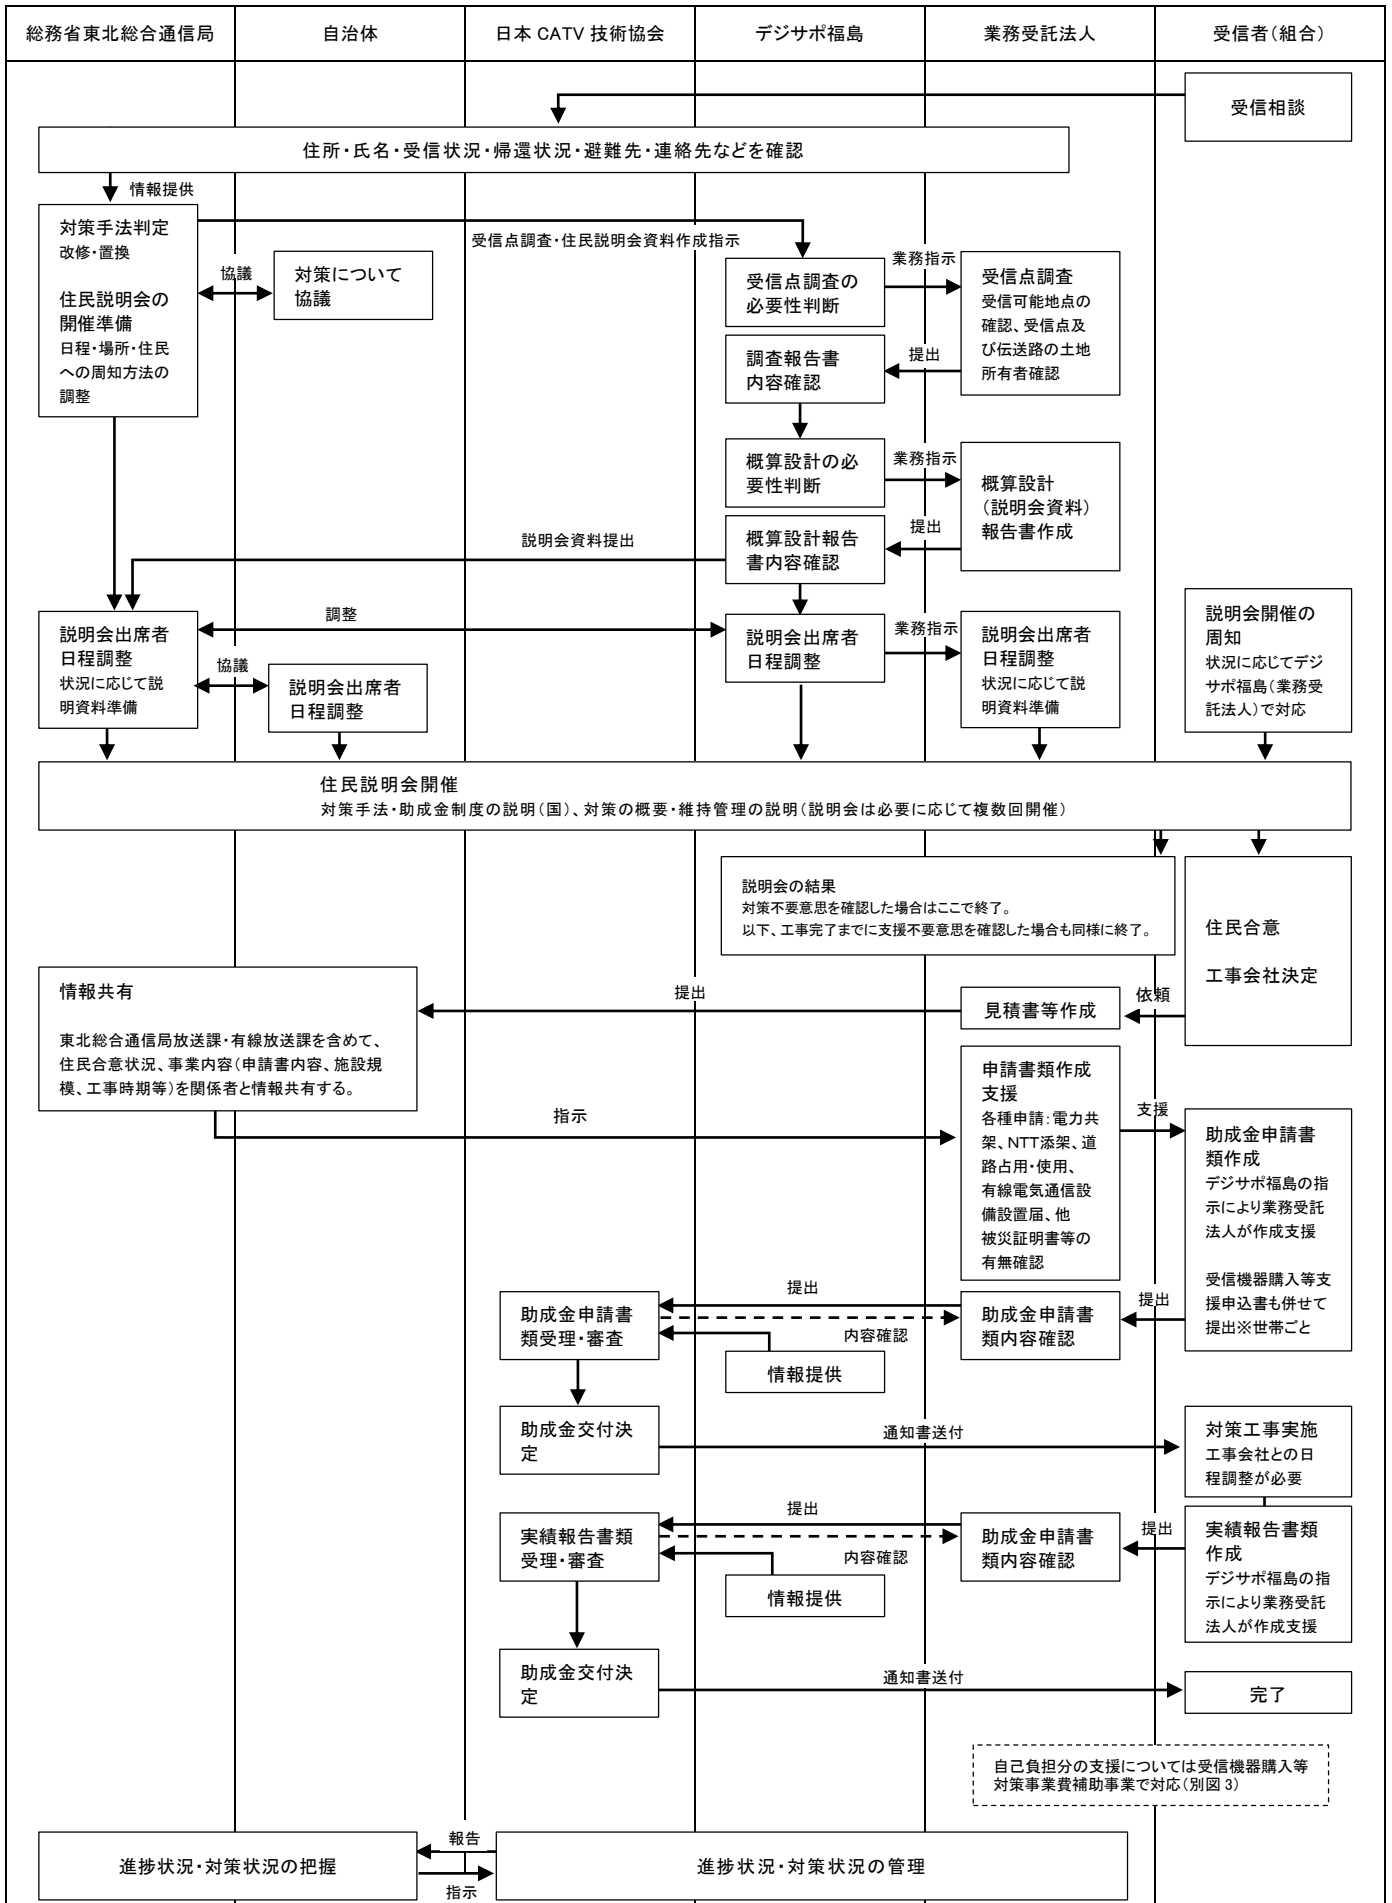 総務省東北総合通信局
自治体
日本 CATV 技術協会
デジサポ福島
業務受託法人
受信者(組合)
受信相談
住所・氏名・受信状況・帰還状況・避難先・連絡先などを確認
情報提供
対策手法判定
改修・置換
住民説明会の
開催準備
日程・場所・住民
への周知方法の
調整
協議
対策について
協議
受信点調査・住民説明会資料作成指示
受信点調査の
必要性判断
業務指示
受信点調査
受信可能地点の
確認、受信点及
び伝送路の土地
所有者確認
提出
調査報告書
内容確認
概算設計の必
要性判断
業務指示
概算設計
(説明会資料)
報告書作成
提出
概算設計報告
書内容確認
説明会資料提出
説明会出席者
日程調整
状況に応じて説
明資料準備
調整
協議
説明会出席者
日程調整
説明会出席者
日程調整
業務指示
説明会出席者
日程調整
状況に応じて説
明資料準備
説明会開催の
周知
状況に応じてデジ
サポ福島(業務受
託法人)で対応
住民説明会開催
対策手法・助成金制度の説明(国)、対策の概要・維持管理の説明(説明会は必要に応じて複数回開催)
説明会の結果
対策不要意思を確認した場合はここで終了。
以下、工事完了までに支援不要意思を確認した場合も同様に終了。
住民合意
工事会社決定
依頼
見積書等作成
提出
情報共有
東北総合通信局放送課・有線放送課を含めて、
住民合意状況、事業内容(申請書内容、施設規
模、工事時期等)を関係者と情報共有する。
指示
申請書類作成
支援
各種申請:電力共
架、NTT添架、道
路占用・使用、
有線電気通信設
備設置届、他
被災証明書等の
有無確認
支援
助成金申請書
類作成
デジサポ福島の指
示により業務受託
法人が作成支援
受信機器購入等支
援申込書も併せて
提出※世帯ごと
提出
助成金申請書
類内容確認
提出
内容確認
助成金申請書
類受理・審査
情報提供
助成金交付決
定
通知書送付
対策工事実施
工事会社との日
程調整が必要
実績報告書類
作成
デジサポ福島の指
示により業務受託
法人が作成支援
提出
助成金申請書
類内容確認
提出
内容確認
実績報告書類
受理・審査
情報提供
助成金交付決
定
通知書送付
完了
自己負担分の支援については受信機器購入等
対策事業費補助事業で対応(別図 3)
進捗状況・対策状況の把握
報告
指示
進捗状況・対策状況の管理